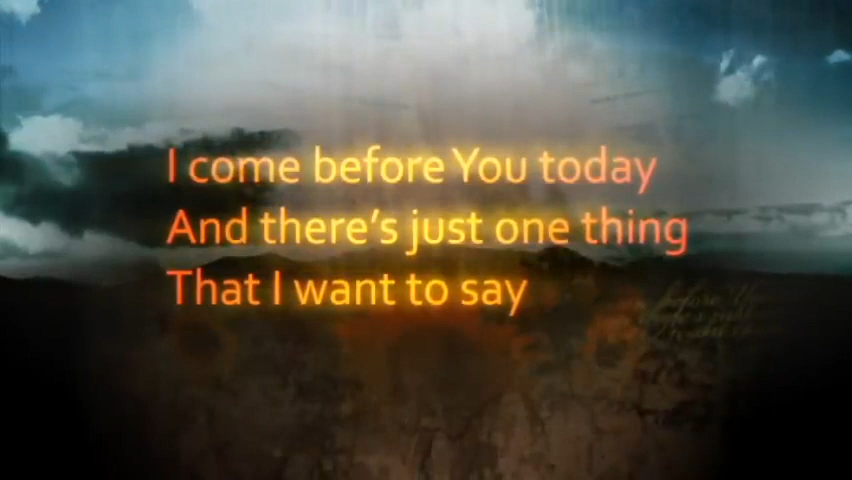 I come before You today
And there's just one thing
That I want to say